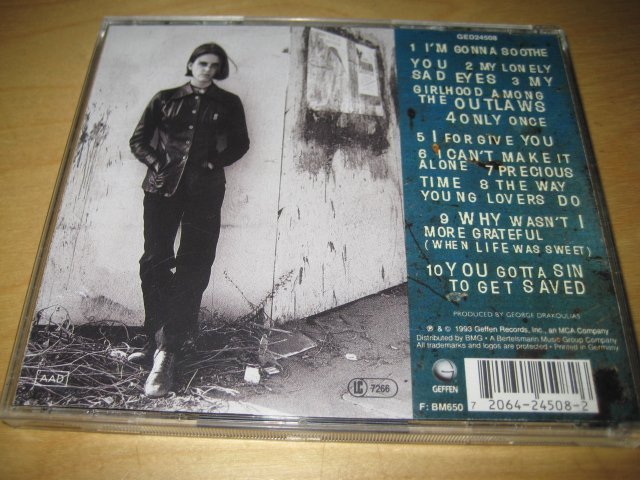 GED24508
1 I'M GONNA SOOTHE
YOU 2 MY LONELY
SAD EYES 3 MY
GIRLHOOD AMONG
THE OUTLAWS
4 ONLY ONCE
5 I FORGIVE YOU
6 I CAN'T MAKE IT
ALONE 7 PRECIOUS
TIME 8 THE WAY
YOUNG LOVERS DO
9 WHY WASN'T I
MORE GRATEFUL
(WHEN LIFE WAS SWEET)
10 YOU GOTTA SIN
TO GET SAVED
PRODUCED BY GEORGE DRAKOULIAS
℗ & © 1993 Geffen Records, Inc., an MCA Company
Distributed by BMG • A Bertelsmann Music Group Company
All trademarks and logos are protected • Printed in Germany
GEFFEN
F: BM650
7 2064-24508-2
AAD
LC
7266